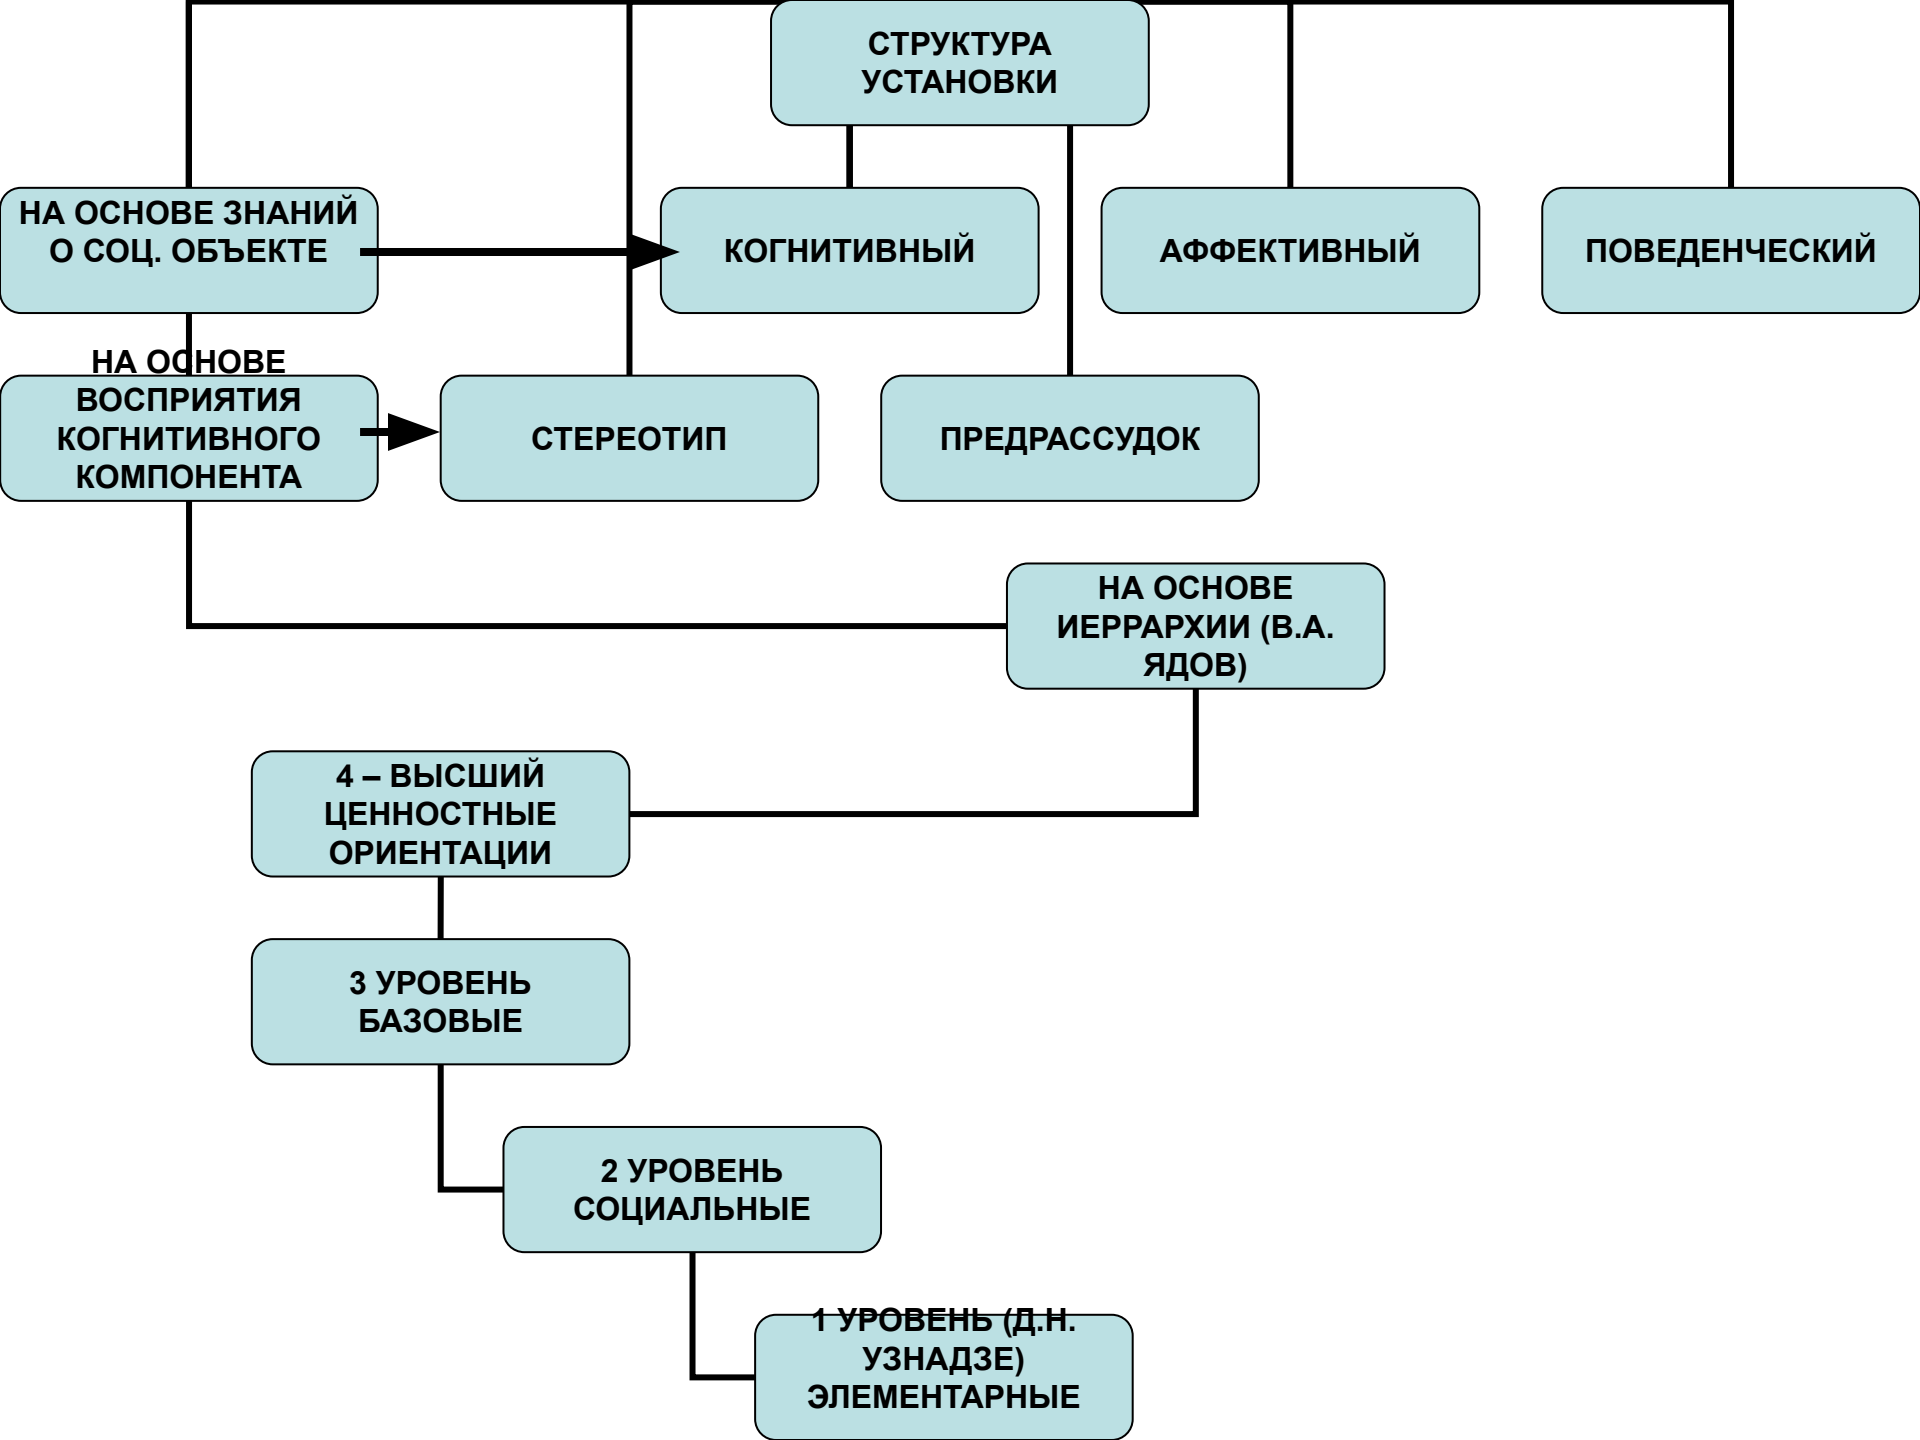 СТРУКТУРА
УСТАНОВКИ
НА ОСНОВЕ ЗНАНИЙ
О СОЦ. ОБЪЕКТЕ
КОГНИТИВНЫЙ
АФФЕКТИВНЫЙ
ПОВЕДЕНЧЕСКИЙ
НА ОСНОВЕ
ВОСПРИЯТИЯ
КОГНИТИВНОГО
КОМПОНЕНТА
СТЕРЕОТИП
ПРЕДРАССУДОК
НА ОСНОВЕ
ИЕРРАРХИИ (В.А.
ЯДОВ)
4 – ВЫСШИЙ
ЦЕННОСТНЫЕ
ОРИЕНТАЦИИ
3 УРОВЕНЬ
БАЗОВЫЕ
2 УРОВЕНЬ
СОЦИАЛЬНЫЕ
1 УРОВЕНЬ (Д.Н.
УЗНАДЗЕ)
ЭЛЕМЕНТАРНЫЕ